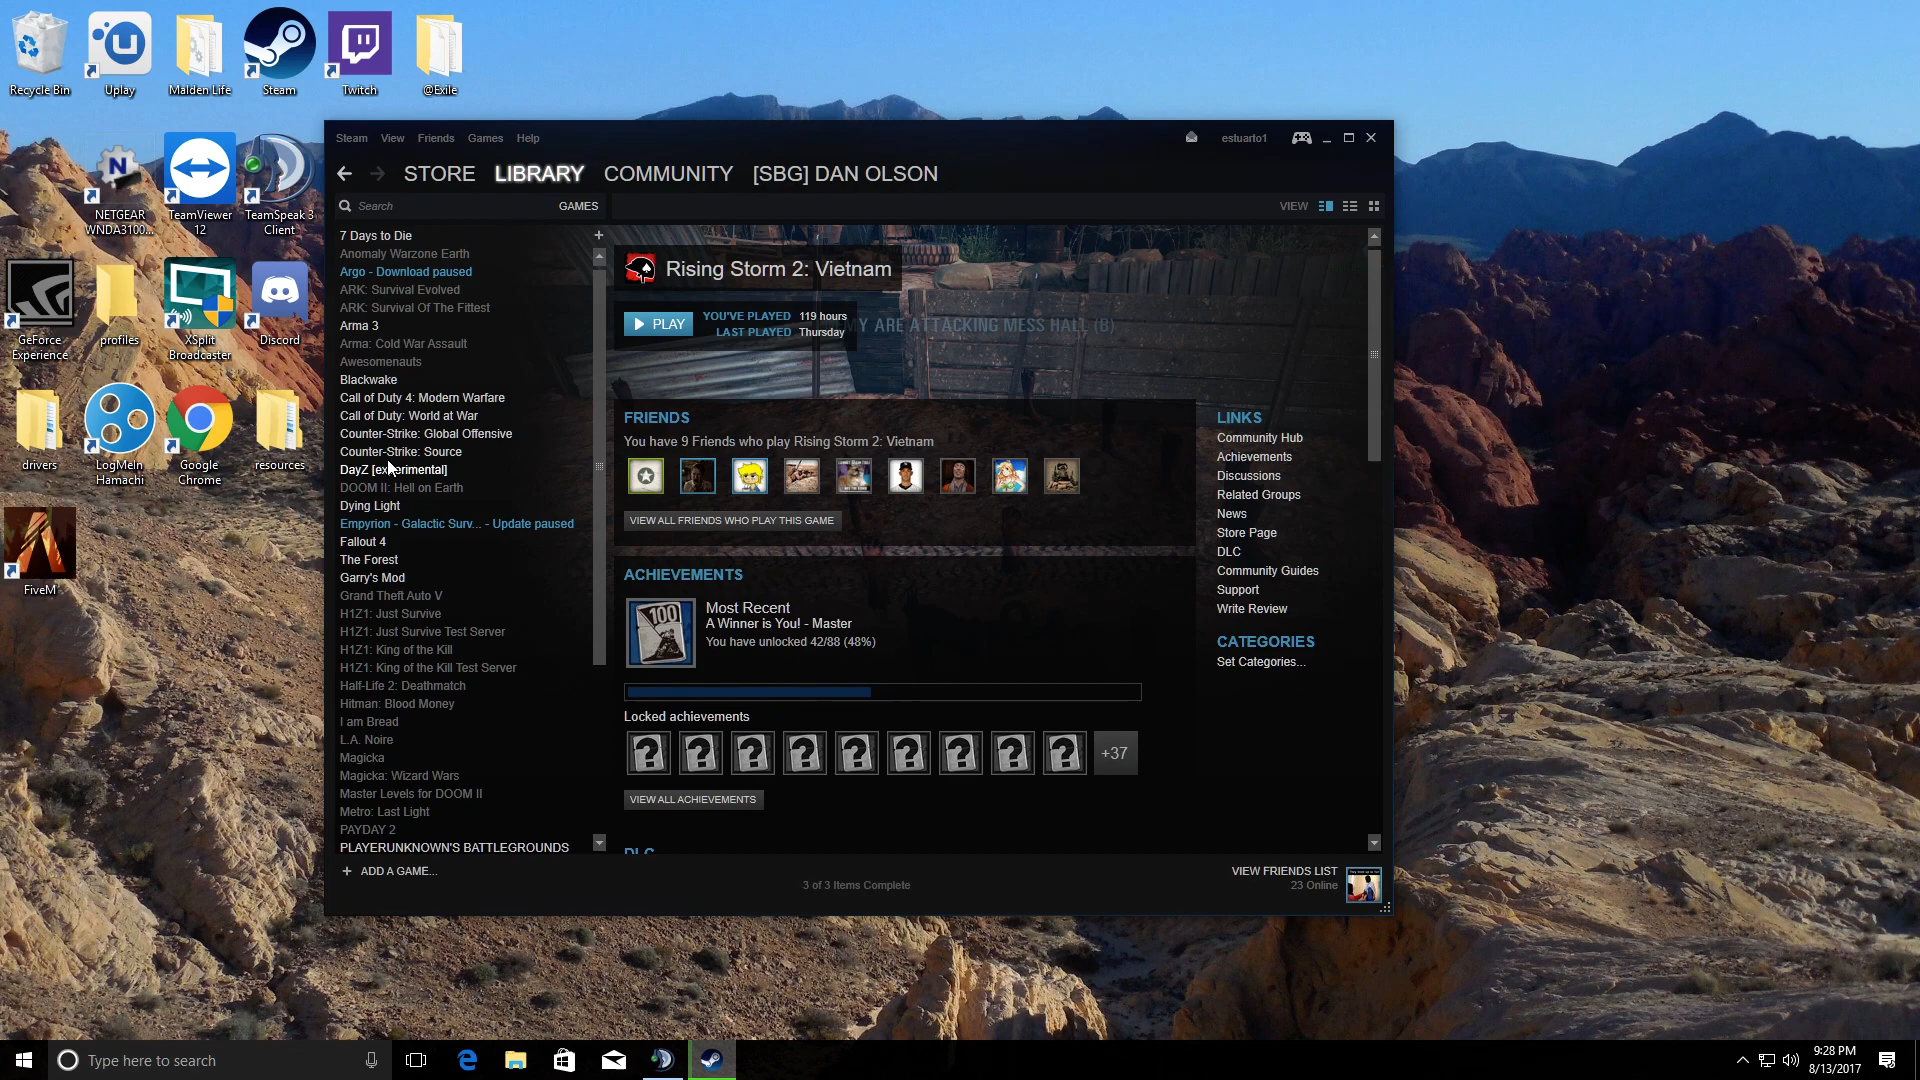 Recycle Bin
Uplay
Malden Life
Steam
Twitch
@Exile
NETGEAR
WNDA3100...
TeamViewer
12
TeamSpeak 3
Client
GeForce
Experience
profiles
XSplit
Broadcaster
Discord
drivers
LogMeIn
Hamachi
Google
Chrome
resources
FiveM
Steam View Friends Games Help
estuarto1
STORE LIBRARY COMMUNITY [SBG] DAN OLSON
Search
GAMES
VIEW
7 Days to Die
Anomaly Warzone Earth
Argo - Download paused
ARK: Survival Evolved
ARK: Survival Of The Fittest
Arma 3
Arma: Cold War Assault
Awesomenauts
Blackwake
Call of Duty 4: Modern Warfare
Call of Duty: World at War
Counter-Strike: Global Offensive
Counter-Strike: Source
DayZ [experimental]
DOOM II: Hell on Earth
Dying Light
Empyrion - Galactic Surv... - Update paused
Fallout 4
The Forest
Garry's Mod
Grand Theft Auto V
H1Z1: Just Survive
H1Z1: Just Survive Test Server
H1Z1: King of the Kill
H1Z1: King of the Kill Test Server
Half-Life 2: Deathmatch
Hitman: Blood Money
I am Bread
L.A. Noire
Magicka
Magicka: Wizard Wars
Master Levels for DOOM II
Metro: Last Light
PAYDAY 2
PLAYERUNKNOWN'S BATTLEGROUNDS
+ ADD A GAME...
Rising Storm 2: Vietnam
PLAY
YOU'VE PLAYED 119 hours
LAST PLAYED Thursday
MY ARE ATTACKING MESS HALL (B)
FRIENDS
You have 9 Friends who play Rising Storm 2: Vietnam
VIEW ALL FRIENDS WHO PLAY THIS GAME
ACHIEVEMENTS
100
Most Recent
A Winner is You! - Master
You have unlocked 42/88 (48%)
Locked achievements
+37
VIEW ALL ACHIEVEMENTS
DLC
LINKS
Community Hub
Achievements
Discussions
Related Groups
News
Store Page
DLC
Community Guides
Support
Write Review
CATEGORIES
Set Categories...
3 of 3 Items Complete
VIEW FRIENDS LIST
23 Online
Type here to search
9:28 PM
8/13/2017